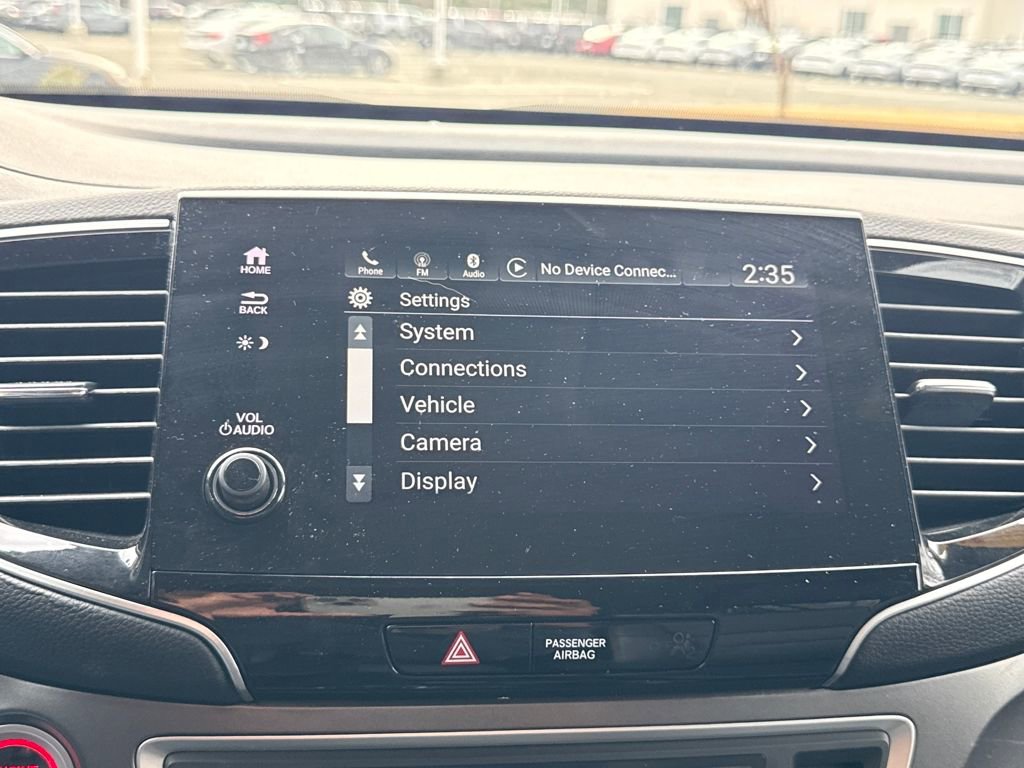 HOME
BACK
VOL
AUDIO
Phone
FM
Audio
No Device Connec...
2:35
Settings
System
Connections
Vehicle
Camera
Display
PASSENGER
AIRBAG